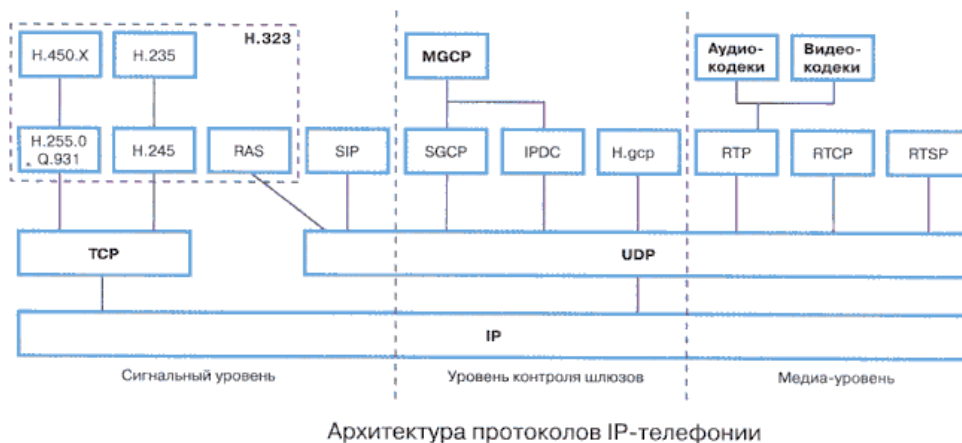 H.323
H.450.X
H.235
MGCP
Аудио-
кодеки
Видео-
кодеки
H.255.0
Q.931
H.245
RAS
SIP
SGCP
IPDC
H.gcp
RTP
RTCP
RTSP
TCP
UDP
IP
Сигнальный уровень
Уровень контроля шлюзов
Медиа-уровень
Архитектура протоколов IP-телефонии